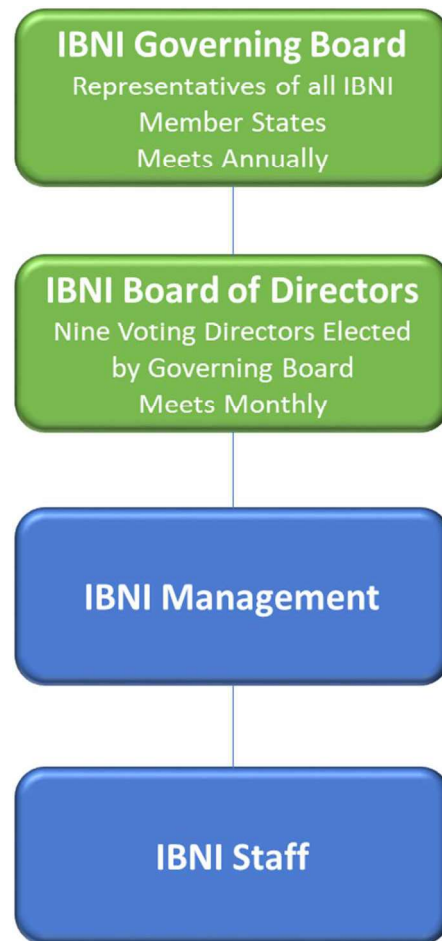 IBNI Governing Board
Representatives of all IBNI
Member States
Meets Annually
IBNI Board of Directors
Nine Voting Directors Elected
by Governing Board
Meets Monthly
IBNI Management
IBNI Staff